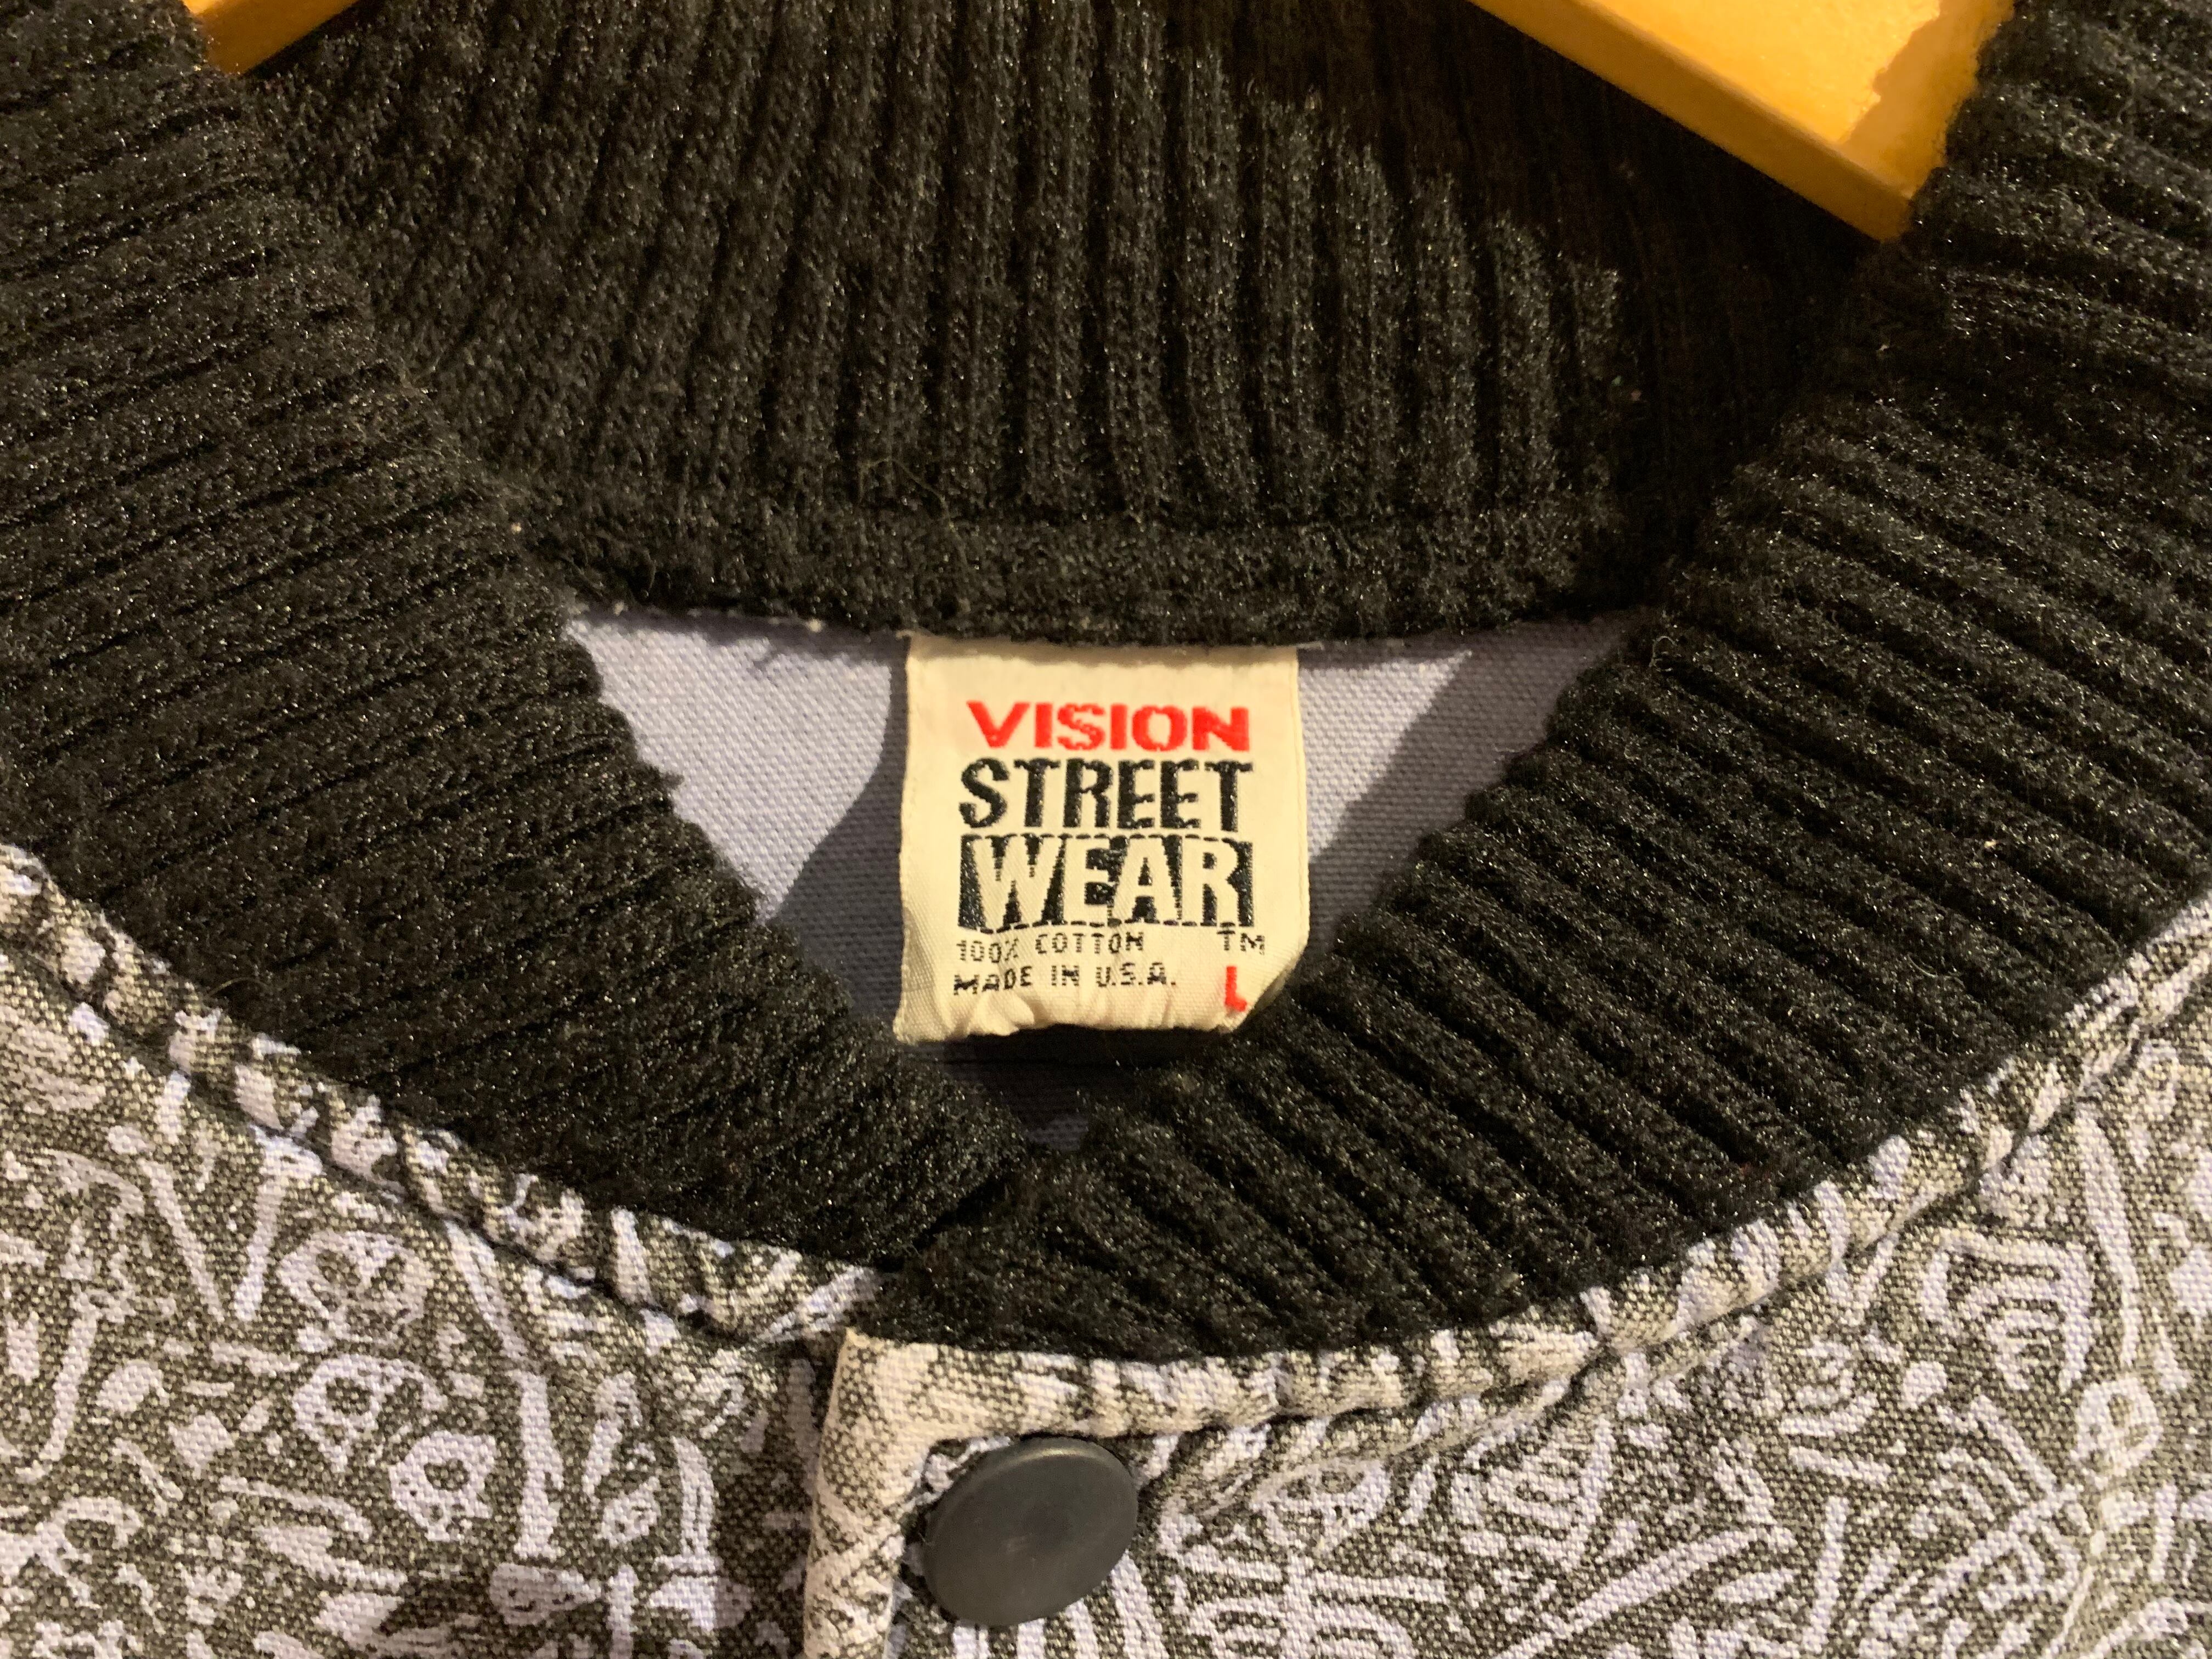 VISION
STREET
WEAR
100% COTTON TM
MADE IN U.S.A. L